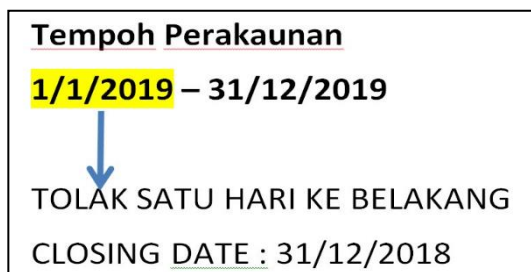 Tempoh Perakaunan
1/1/2019 – 31/12/2019
TOLAK SATU HARI KE BELAKANG
CLOSING DATE : 31/12/2018